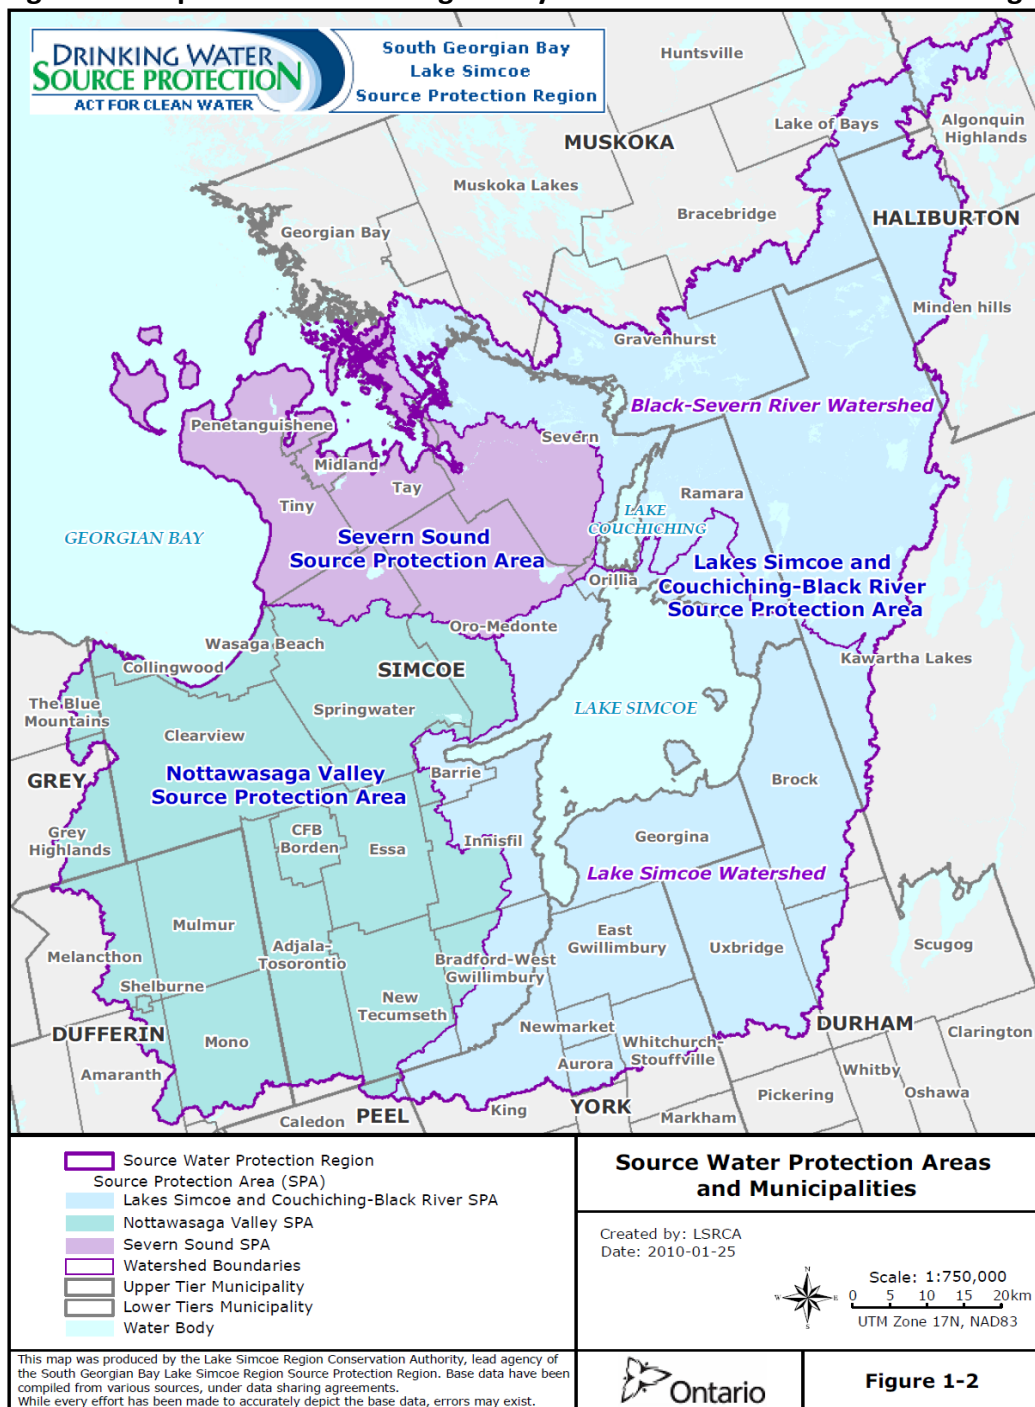 DRINKING WATER
SOURCE PROTECTION
ACT FOR CLEAN WATER
South Georgian Bay
Lake Simcoe
Source Protection Region
Huntsville
Lake of Bays
Algonquin
Highlands
MUSKOKA
Muskoka Lakes
Bracebridge
HALIBURTON
Georgian Bay
Minden hills
Gravenhurst
Black-Severn River Watershed
Penetanguishene
Severn
Midland
Tay
Ramara
Tiny
LAKE
COUCHICHING
GEORGIAN BAY
Severn Sound
Source Protection Area
Lakes Simcoe and
Couchiching-Black River
Source Protection Area
Orillia
Oro-Medonte
Wasaga Beach
Collingwood
SIMCOE
Kawartha Lakes
The Blue
Mountains
Springwater
LAKE SIMCOE
Clearview
GREY
Nottawasaga Valley
Source Protection Area
Barrie
Brock
Grey
Highlands
CFB
Borden
Essa
Innisfil
Georgina
Lake Simcoe Watershed
Mulmur
East
Gwillimbury
Uxbridge
Scugog
Melancthon
Adjala-
Tosorontio
Bradford-West
Gwillimbury
Shelburne
New
Tecumseth
DUFFERIN
Mono
Newmarket
Whitchurch-
Stouffville
DURHAM
Clarington
Amaranth
Aurora
Whitby
Oshawa
Pickering
Caledon
PEEL
King
YORK
Markham
Source Water Protection Region
Source Protection Area (SPA)
Lakes Simcoe and Couchiching-Black River SPA
Nottawasaga Valley SPA
Severn Sound SPA
Watershed Boundaries
Upper Tier Municipality
Lower Tiers Municipality
Water Body
Source Water Protection Areas
and Municipalities
Created by: LSRCA
Date: 2010-01-25
N
W E
S
Scale: 1:750,000
0 5 10 15 20km
UTM Zone 17N, NAD83
This map was produced by the Lake Simcoe Region Conservation Authority, lead agency of
the South Georgian Bay Lake Simcoe Region Source Protection Region. Base data have been
compiled from various sources, under data sharing agreements.
While every effort has been made to accurately depict the base data, errors may exist.
Ontario
Figure 1-2